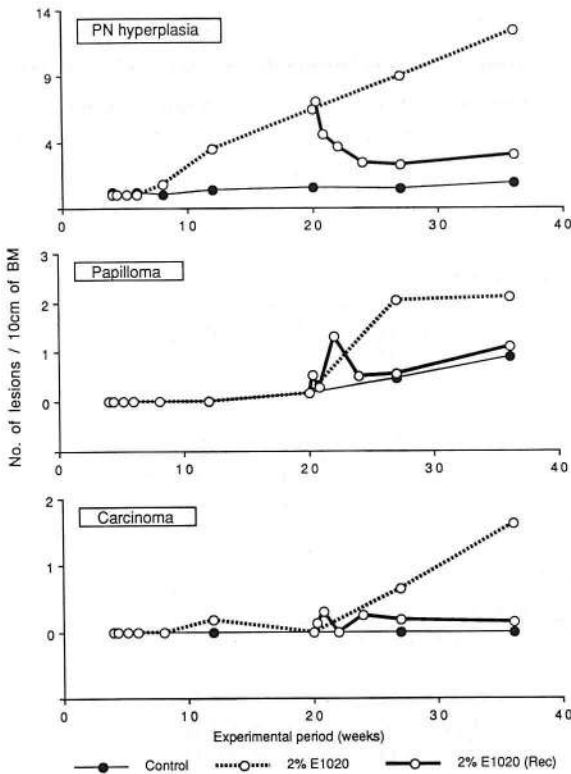 PN hyperplasia
14
9
4
0 10 20 30 40
Papilloma
3
2
1
0
0 10 20 30 40
Carcinoma
2
1
0
0 10 20 30 40
No. of lesions / 10cm of BM
Experimental period (weeks)
Control 2% E1020 2% E1020 (Rec)